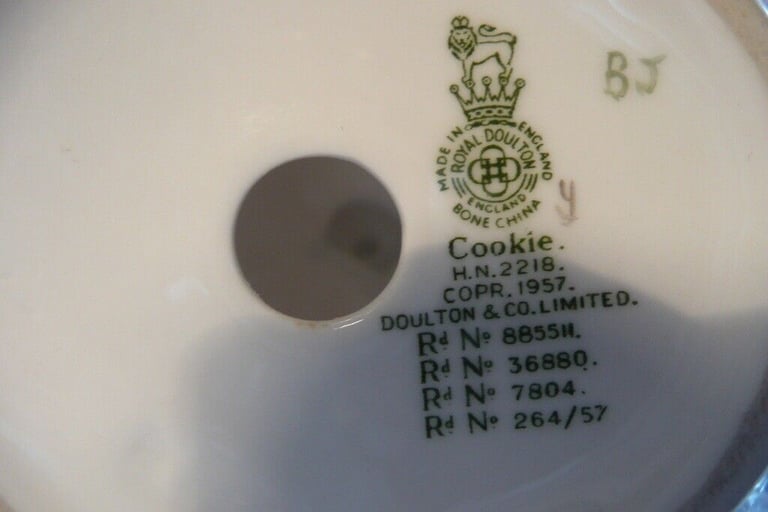 BJ
MADE IN ENGLAND
ROYAL DOULTON
ENGLAND
BONE CHINA
y
Cookie.
H.N.2218.
COPR.1957.
DOULTON & CO.LIMITED.
Rd No 885511.
Rd No 36880.
Rd No 7804.
Rd No 264/57